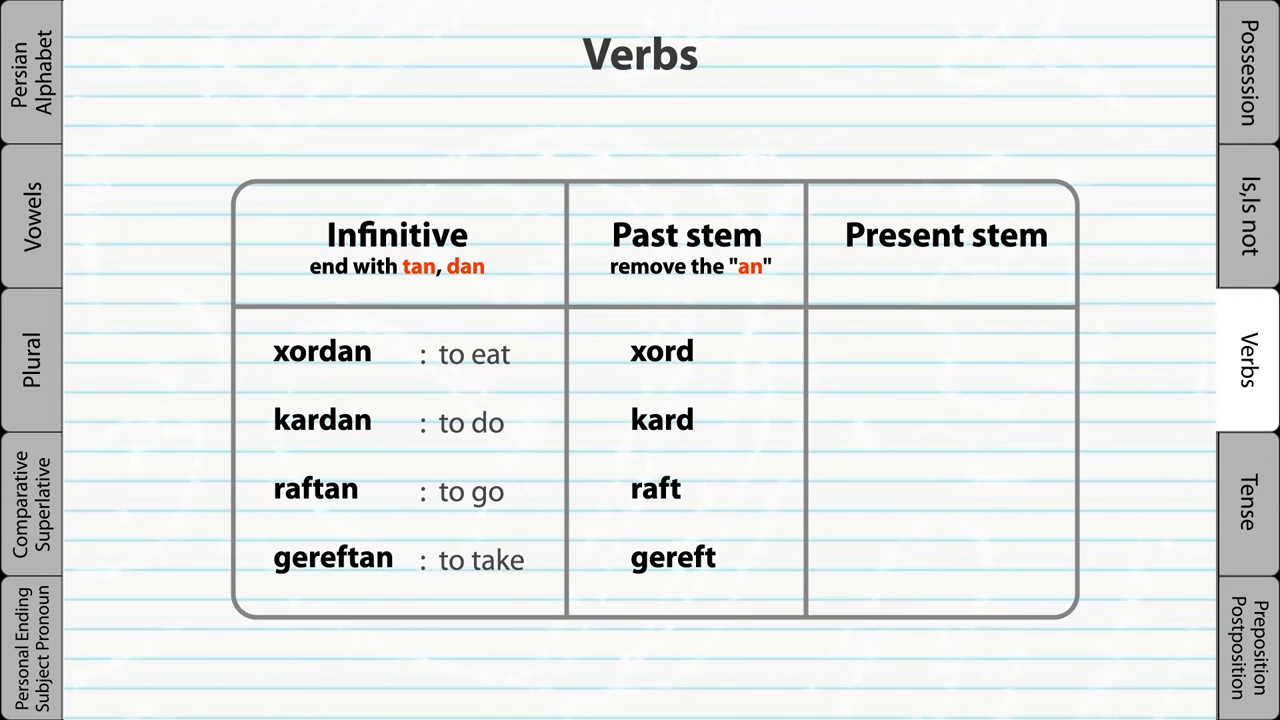 Verbs
Persian
Alphabet
Vowels
Plural
Comparative
Superlative
Personal Ending
Subject Pronoun
Infinitive
end with tan, dan
Past stem
remove the "an"
Present stem
xordan : to eat xord
kardan : to do kard
raftan : to go raft
gereftan : to take gereft
Possession
Is,Is not
Verbs
Tense
Preposition
Postposition